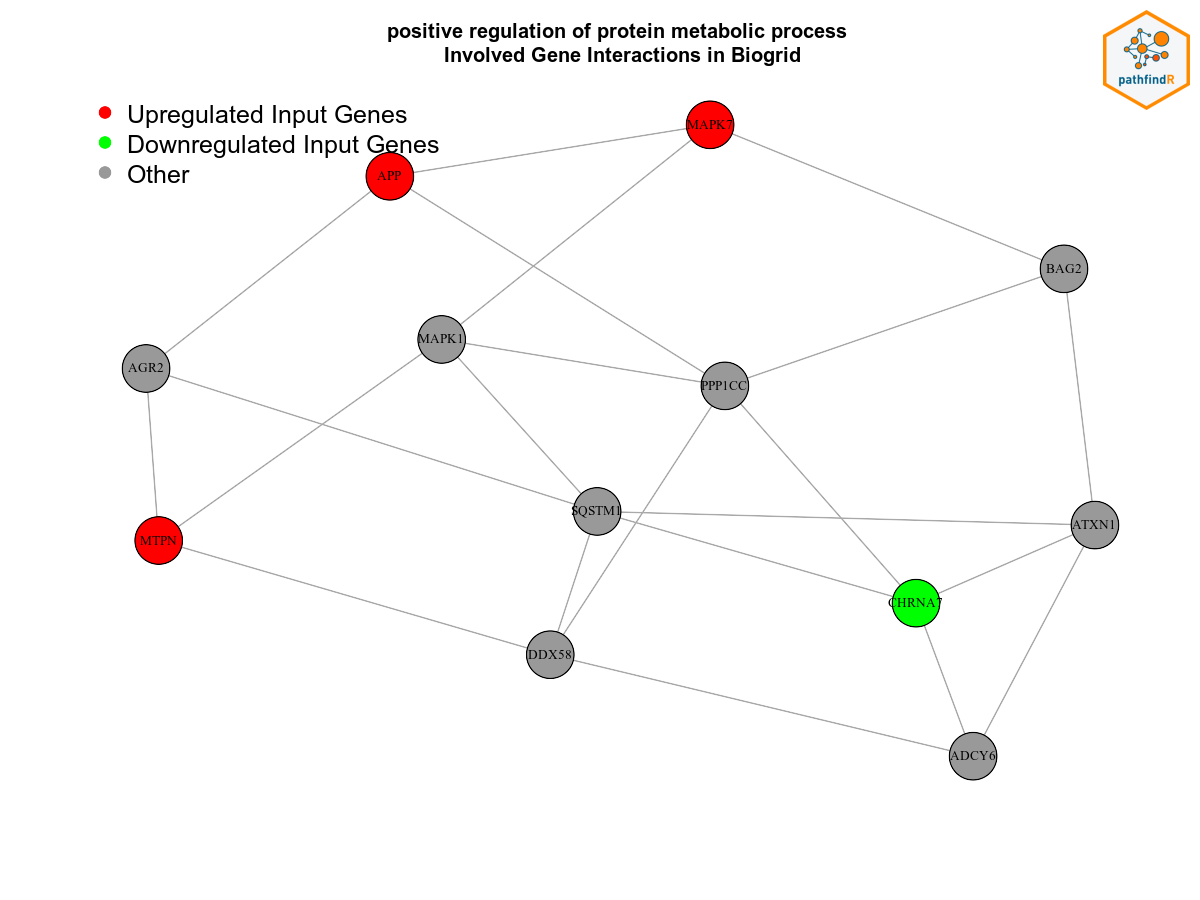 positive regulation of protein metabolic process
Involved Gene Interactions in Biogrid
pathfindR
Upregulated Input Genes
Downregulated Input Genes
Other
MAPK7
APP
BAG2
MAPK1
AGR2
PPP1CC
SQSTM1
ATXN1
MTPN
CHRNA7
DDX58
ADCY6